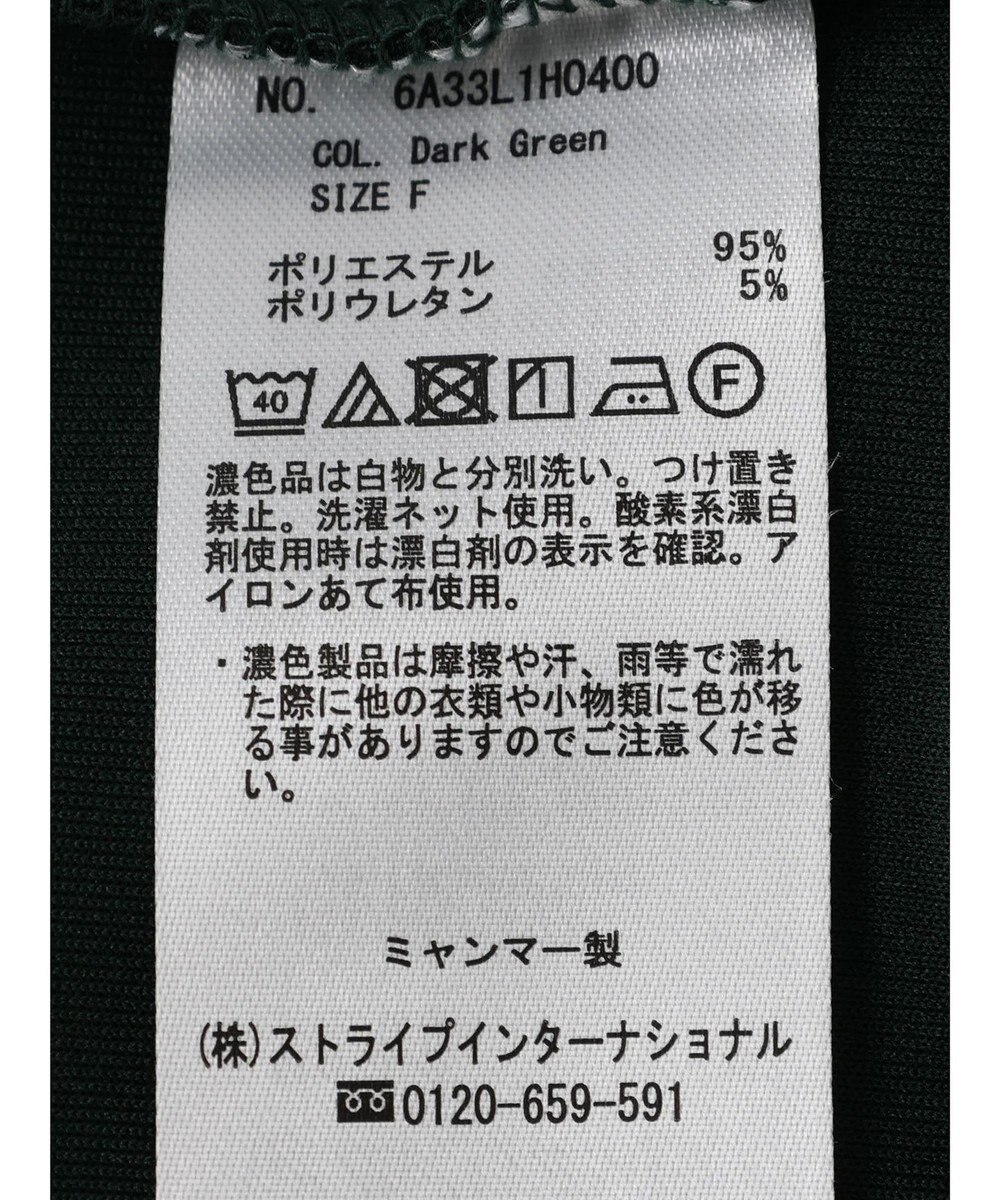 NO. 6A33L1H0400
COL. Dark Green
SIZE F
ポリエステル 95%
ポリウレタン 5%
40 F
濃色品は白物と分別洗い。つけ置き
禁止。洗濯ネット使用。酸素系漂白
剤使用時は漂白剤の表示を確認。ア
イロンあて布使用。
・濃色製品は摩擦や汗、雨等で濡れ
た際に他の衣類や小物類に色が移
る事がありますのでご注意くださ
い。
ミャンマー製
(株)ストライプインターナショナル
0120-659-591